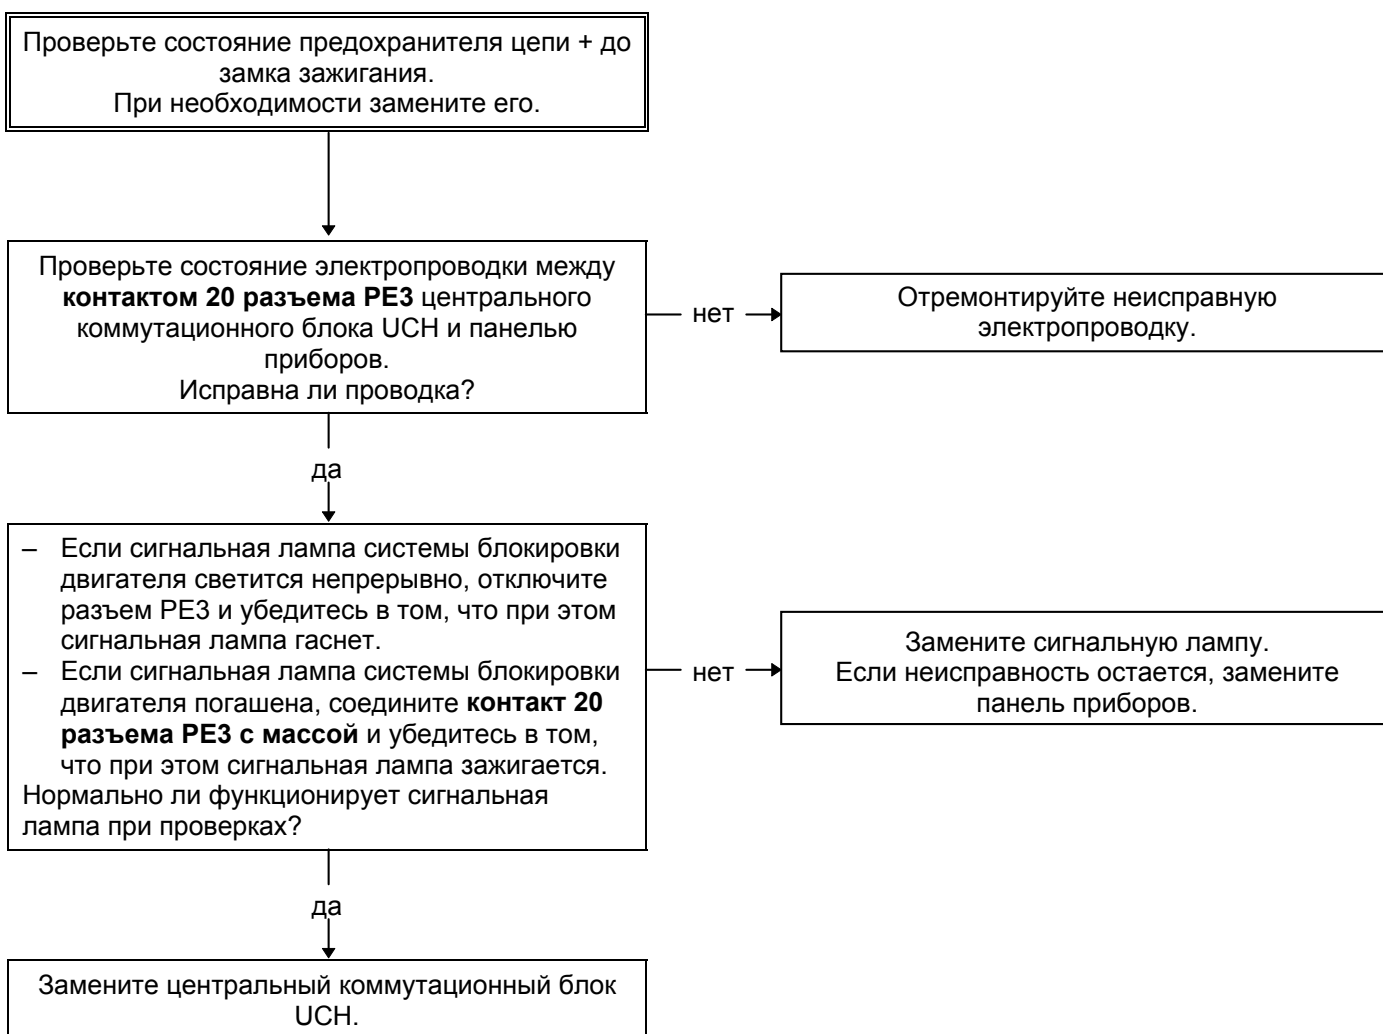 Проверьте состояние предохранителя цепи + до
замка зажигания.
При необходимости замените его.
Проверьте состояние электропроводки между
контактом 20 разъема PE3 центрального
коммутационного блока UCH и панелью
приборов.
Исправна ли проводка?
нет
Отремонтируйте неисправную
электропроводку.
да
– Если сигнальная лампа системы блокировки
двигателя светится непрерывно, отключите
разъем PE3 и убедитесь в том, что при этом
сигнальная лампа гаснет.
– Если сигнальная лампа системы блокировки
двигателя погашена, соедините контакт 20
разъема PE3 с массой и убедитесь в том,
что при этом сигнальная лампа зажигается.
Нормально ли функционирует сигнальная
лампа при проверках?
нет
Замените сигнальную лампу.
Если неисправность остается, замените
панель приборов.
да
Замените центральный коммутационный блок
UCH.